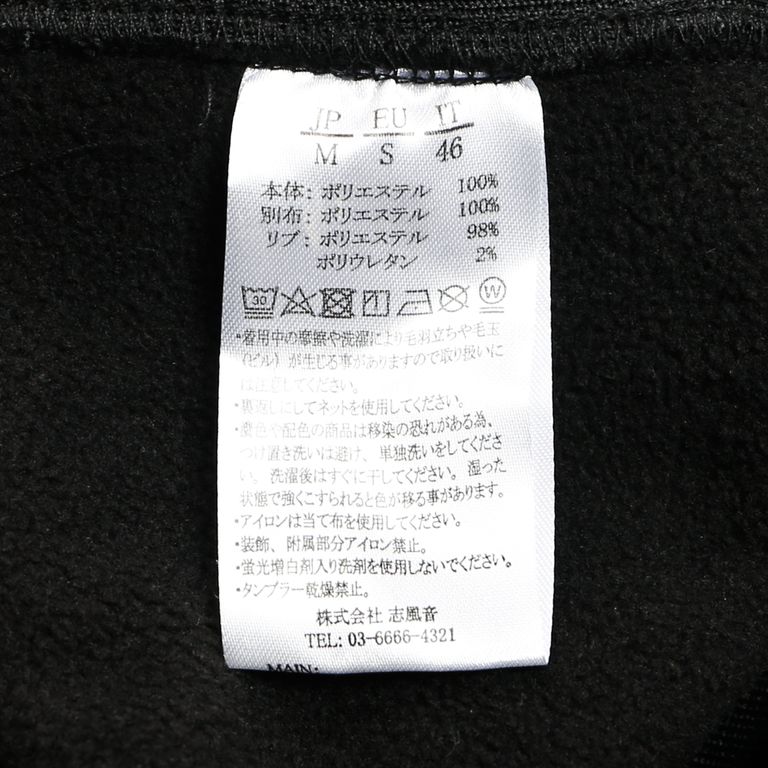 JP EU IT
M S 46
本体: ポリエステル 100%
別布: ポリエステル 100%
リブ: ポリエステル 98%
ポリウレタン 2%
30 W
・着用中の摩擦や洗濯により毛羽立ちや毛玉
(ピル)が生じる事がありますので取り扱いに
は注意してください。
・裏返しにしてネットを使用してください。
・濃色や配色の商品は移染の恐れがある為、
つけ置き洗いは避け、単独洗いをしてくださ
い。洗濯後はすぐに干してください。湿った
状態で強くこすられると色が移る事があります。
・アイロンは当て布を使用してください。
・装飾、附属部分アイロン禁止。
・蛍光増白剤入り洗剤を使用しないでください。
・タンブラー乾燥禁止。
株式会社 志風音
TEL: 03-6666-4321
MAIN: